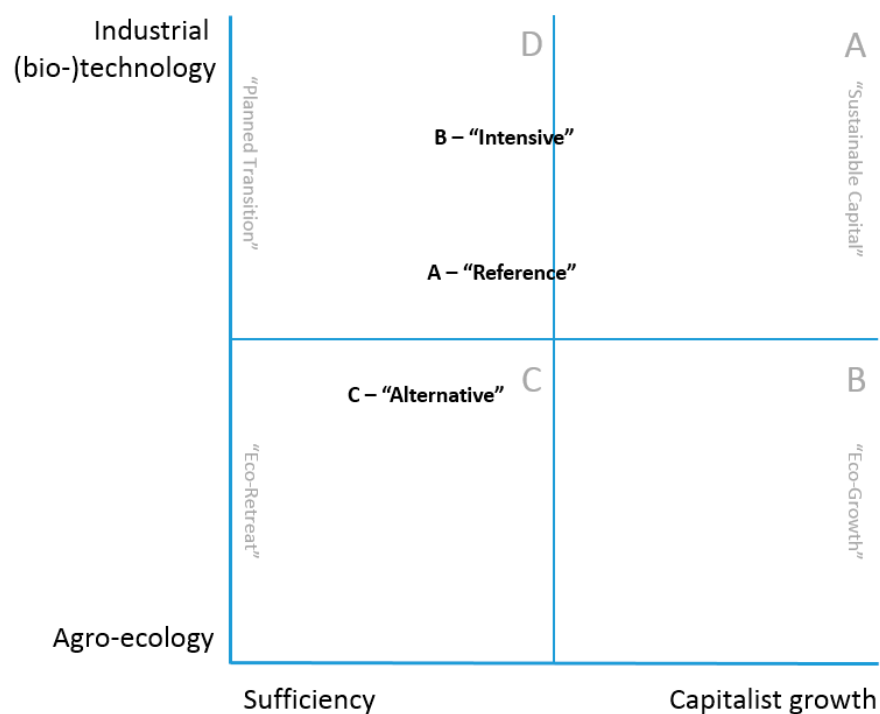 Industrial
(bio-)technology
D
A
“Planned Transition”
“Sustainable Capital”
B – “Intensive”
A – “Reference”
C – “Alternative”
C
B
“Eco-Retreat”
“Eco-Growth”
Agro-ecology
Sufficiency
Capitalist growth